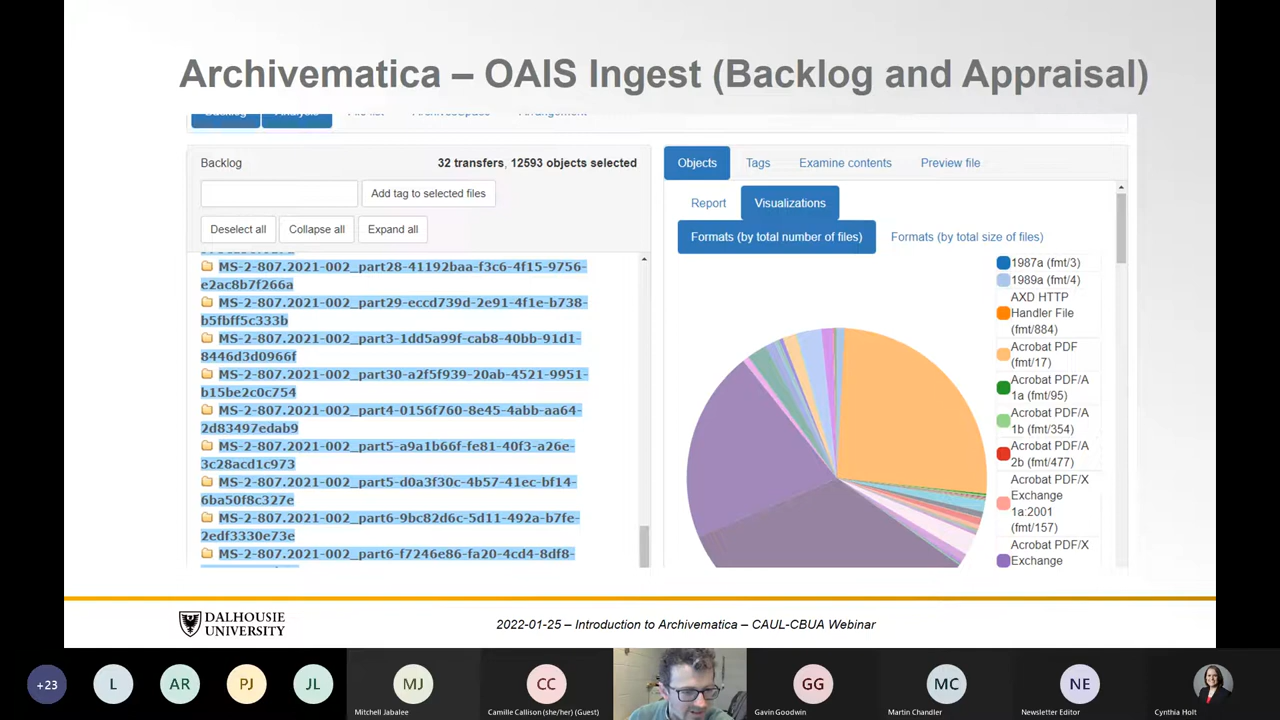 Archivematica – OAIS Ingest (Backlog and Appraisal)
Backlog
32 transfers, 12593 objects selected
Add tag to selected files
Deselect all
Collapse all
Expand all
MS-2-807.2021-002_part28-41192baa-f3c6-4f15-9756-
e2ac8b7f266a
MS-2-807.2021-002_part29-eccd739d-2e91-4f1e-b738-
b5fbff5c333b
MS-2-807.2021-002_part3-1dd5a99f-cab8-40bb-91d1-
8446d3d0966f
MS-2-807.2021-002_part30-a2f5f939-20ab-4521-9951-
b15be2c0c754
MS-2-807.2021-002_part4-0156f760-8e45-4abb-aa64-
2d83497edab9
MS-2-807.2021-002_part5-a9a1b66f-fe81-40f3-a26e-
3c28acd1c973
MS-2-807.2021-002_part5-d0a3f30c-4b57-41ec-bf14-
6ba50f8c327e
MS-2-807.2021-002_part6-9bc82d6c-5d11-492a-b7fe-
2edf3330e73e
MS-2-807.2021-002_part6-f7246e86-fa20-4cd4-8df8-
Objects
Tags
Examine contents
Preview file
Report
Visualizations
Formats (by total number of files)
Formats (by total size of files)
1987a (fmt/3)
1989a (fmt/4)
AXD HTTP
Handler File
(fmt/884)
Acrobat PDF
(fmt/17)
Acrobat PDF/A
1a (fmt/95)
Acrobat PDF/A
1b (fmt/354)
Acrobat PDF/A
2b (fmt/477)
Acrobat PDF/X
Exchange
1a:2001
(fmt/157)
Acrobat PDF/X
Exchange
DALHOUSIE
UNIVERSITY
2022-01-25 – Introduction to Archivematica – CAUL-CBUA Webinar
+23
L
AR
PJ
JL
MJ
Mitchell Jabalee
CC
Camille Callison (she/her) (Guest)
GG
Gavin Goodwin
MC
Martin Chandler
NE
Newsletter Editor
Cynthia Holt